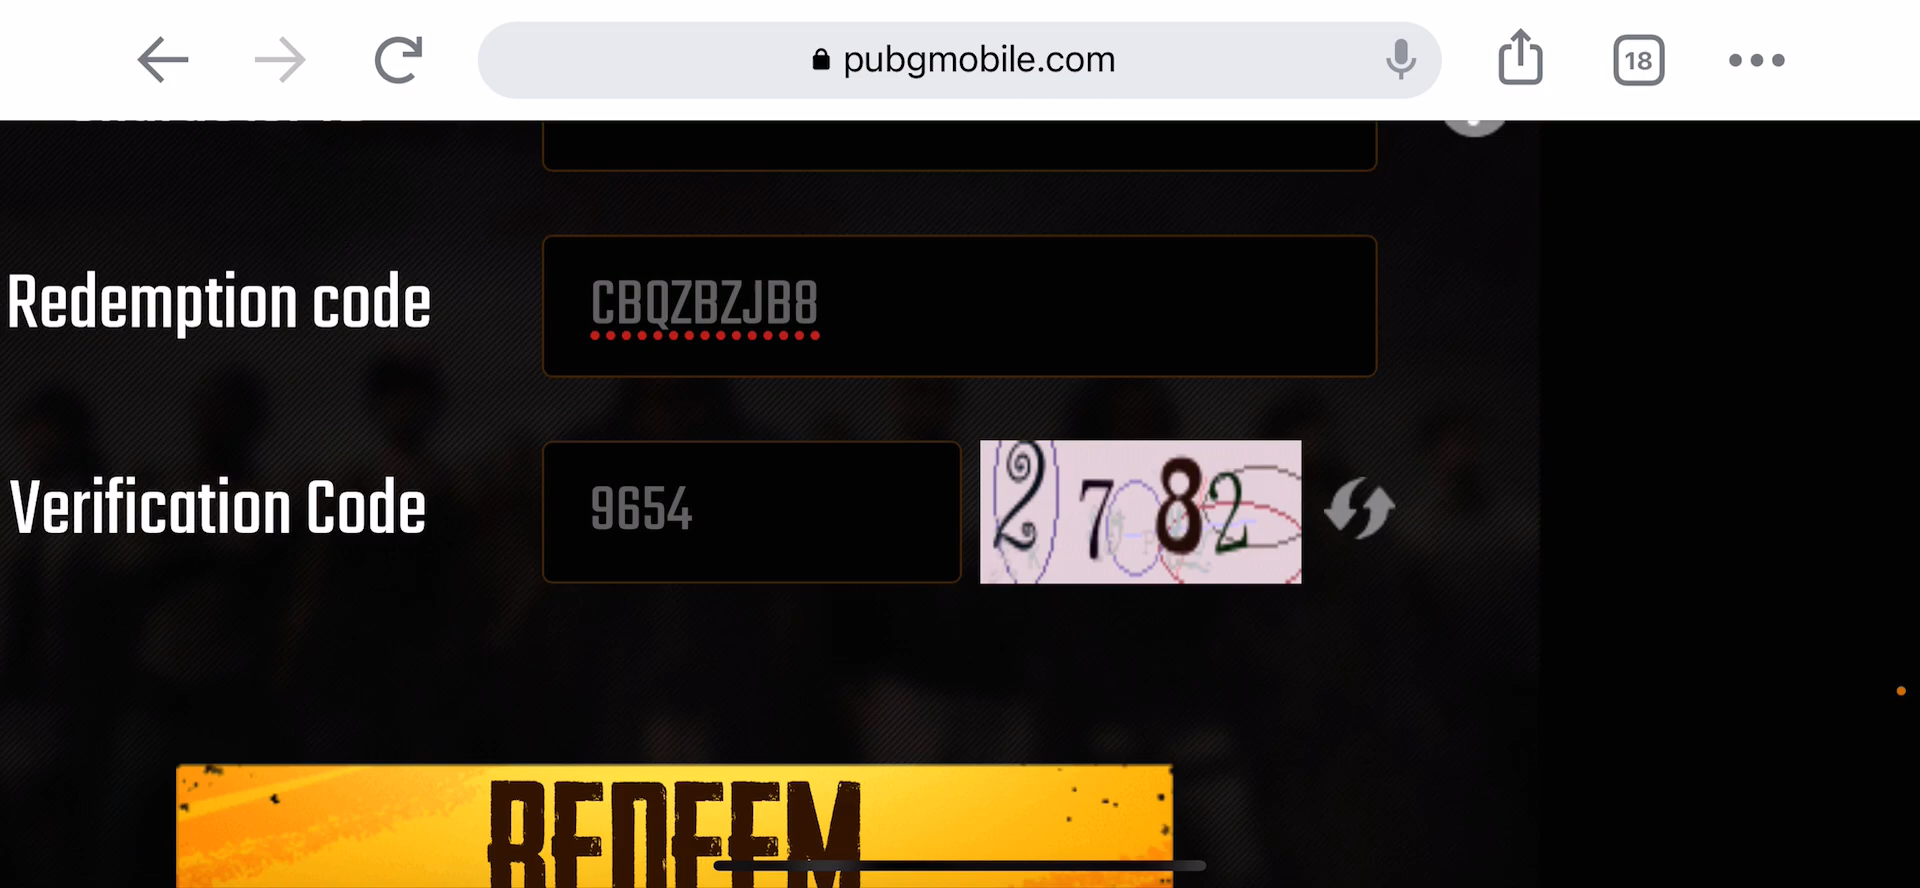 pubgmobile.com
18
Redemption code
CBQZBZJB8
Verification Code
9654
2782
REDEEM